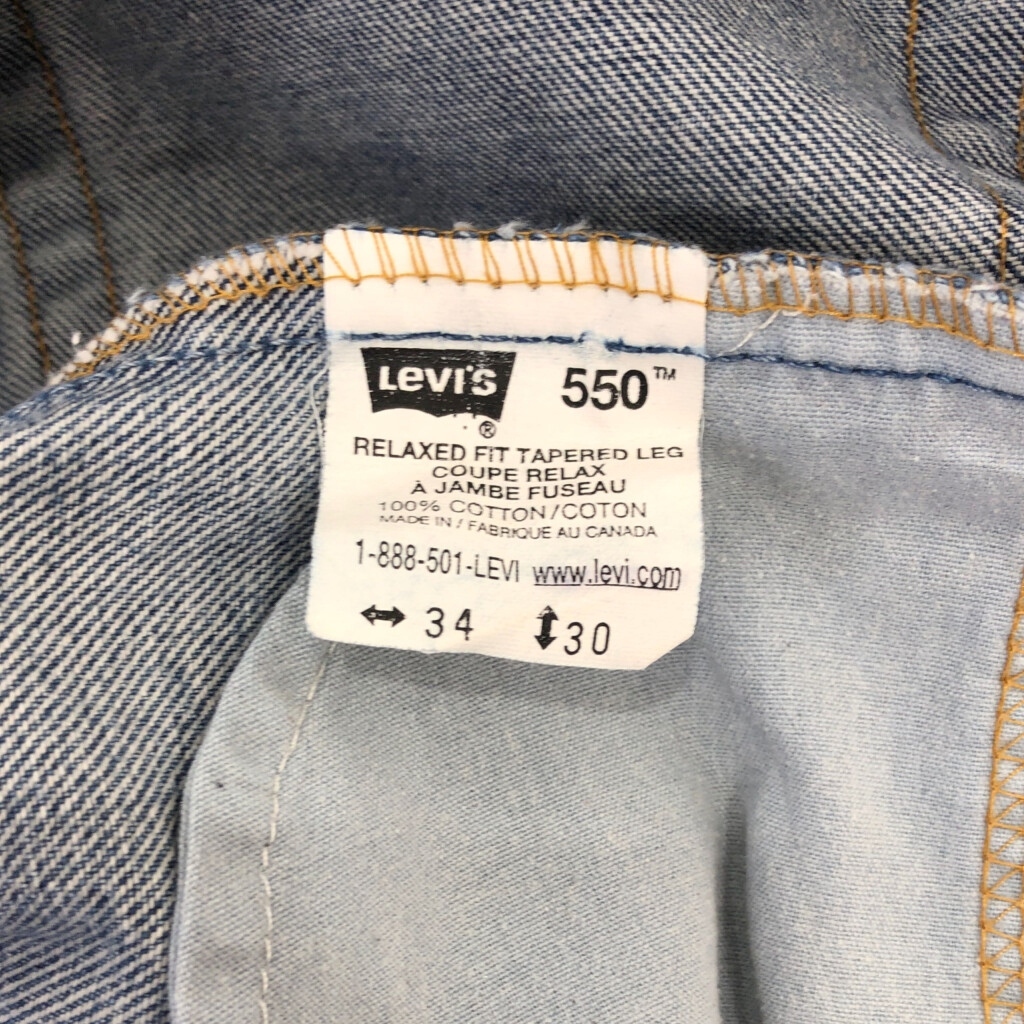 LEVI'S® 550™
RELAXED FIT TAPERED LEG
COUPE RELAX
À JAMBE FUSEAU
100% COTTON/COTON
MADE IN / FABRIQUE AU CANADA
1-888-501-LEVI www.levi.com
↔ 34 ↕ 30